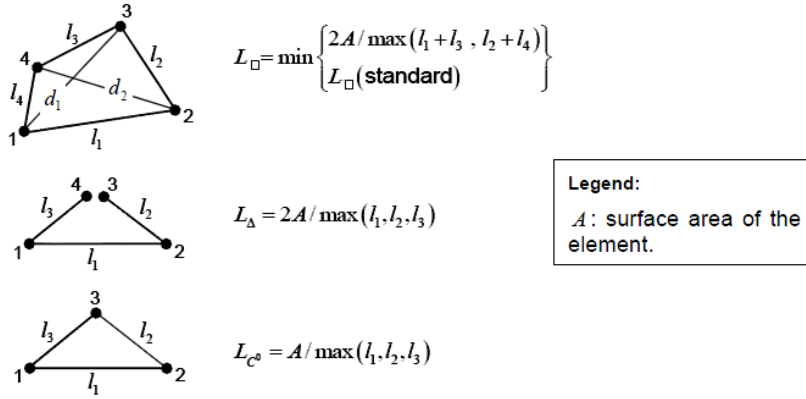 3
l₃
4
l₂
l₄
d₁
d₂
2
1
l₁
L□=min{2A/max(l₁+l₃ , l₂+l₄)
L□(standard)}
4 3
l₃
l₂
1
2
l₁
L_Δ = 2A/max(l₁,l₂,l₃)
Legend:
A: surface area of the
element.
3
l₃
l₂
1
2
l₁
L_C⁰ = A/max(l₁,l₂,l₃)